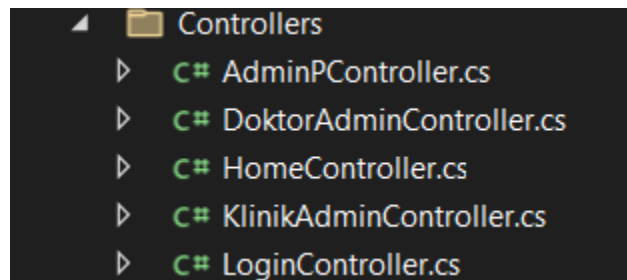 Controllers
C# AdminPController.cs
C# DoktorAdminController.cs
C# HomeController.cs
C# KlinikAdminController.cs
C# LoginController.cs